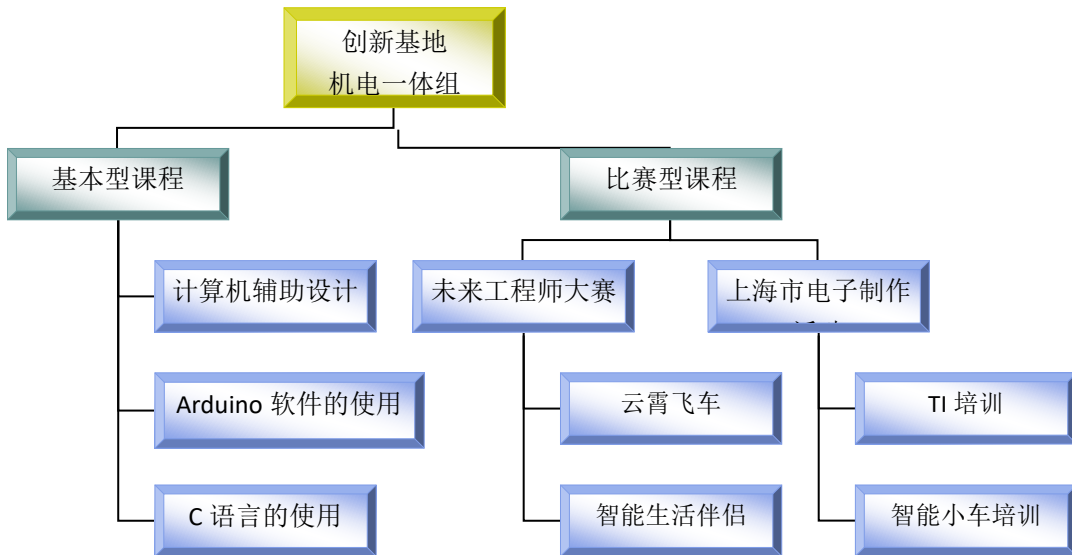 创新基地
机电一体组
基本型课程
比赛型课程
计算机辅助设计
未来工程师大赛
上海市电子制作
Arduino 软件的使用
云霄飞车
TI 培训
C 语言的使用
智能生活伴侣
智能小车培训